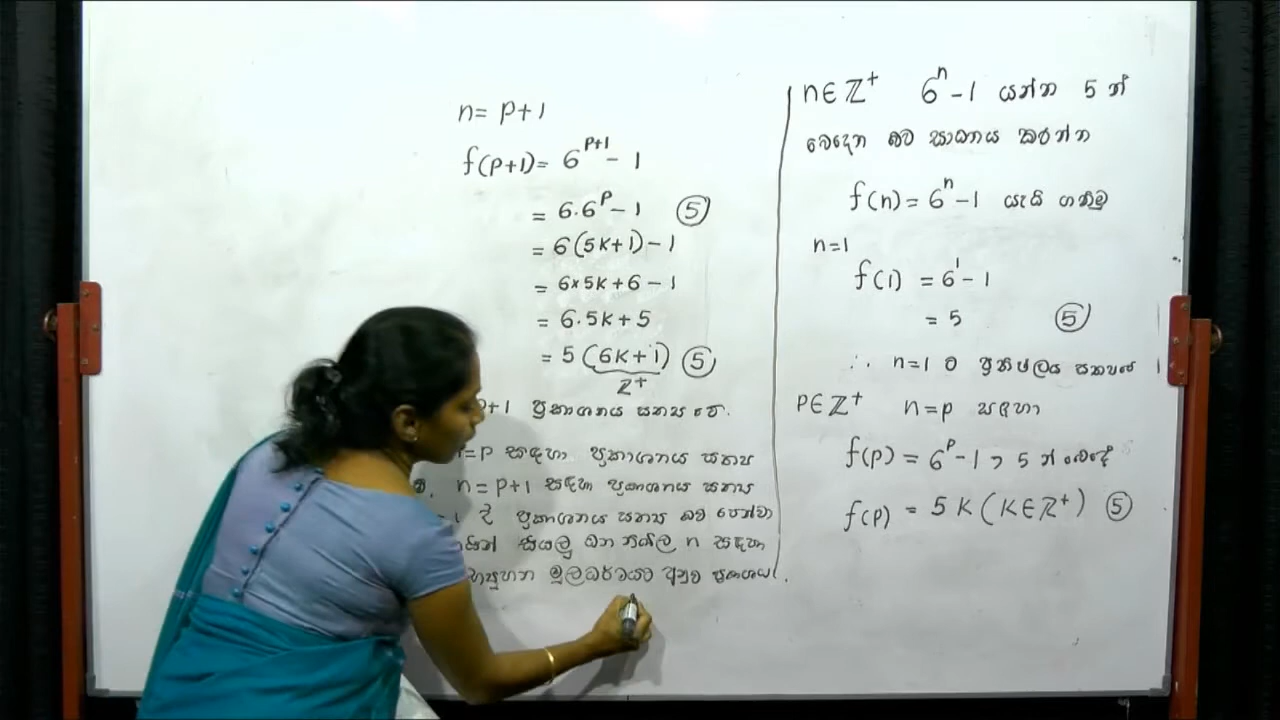 n∈ℤ⁺ 6ⁿ-1 යන්න 5 න්
බෙදෙන බව සාධනය කරන්න
f(n) = 6ⁿ-1 යැයි ගනිමු
n=1
f(1) = 6¹-1
= 5 ⑤
∴ n=1 ට ප්‍රතිඵලය සත්‍යවේ
P∈ℤ⁺ n=p සඳහා
f(p) = 6ᵖ-1 , 5 න් බෙදේ
f(p) = 5K (K∈ℤ⁺) ⑤
n= p+1
f(p+1)= 6ᵖ⁺¹- 1
= 6.6ᵖ-1 ⑤
= 6(5K+1)-1
= 6×5K+6-1
= 6.5K+5
= 5 (6K+1) ⑤
ℤ⁺
p+1 ප්‍රකාශනය සත්‍ය වේ.
=p සඳහා ප්‍රකාශනය සත්‍ය
n=p+1 සඳහා ප්‍රකාශනය සත්‍ය
ප්‍රකාශනය සත්‍ය බව පෙන්වා
සියලු ධන නිඛිල n සඳහා
මූලධර්මයට අනුව ප්‍රකාශනය